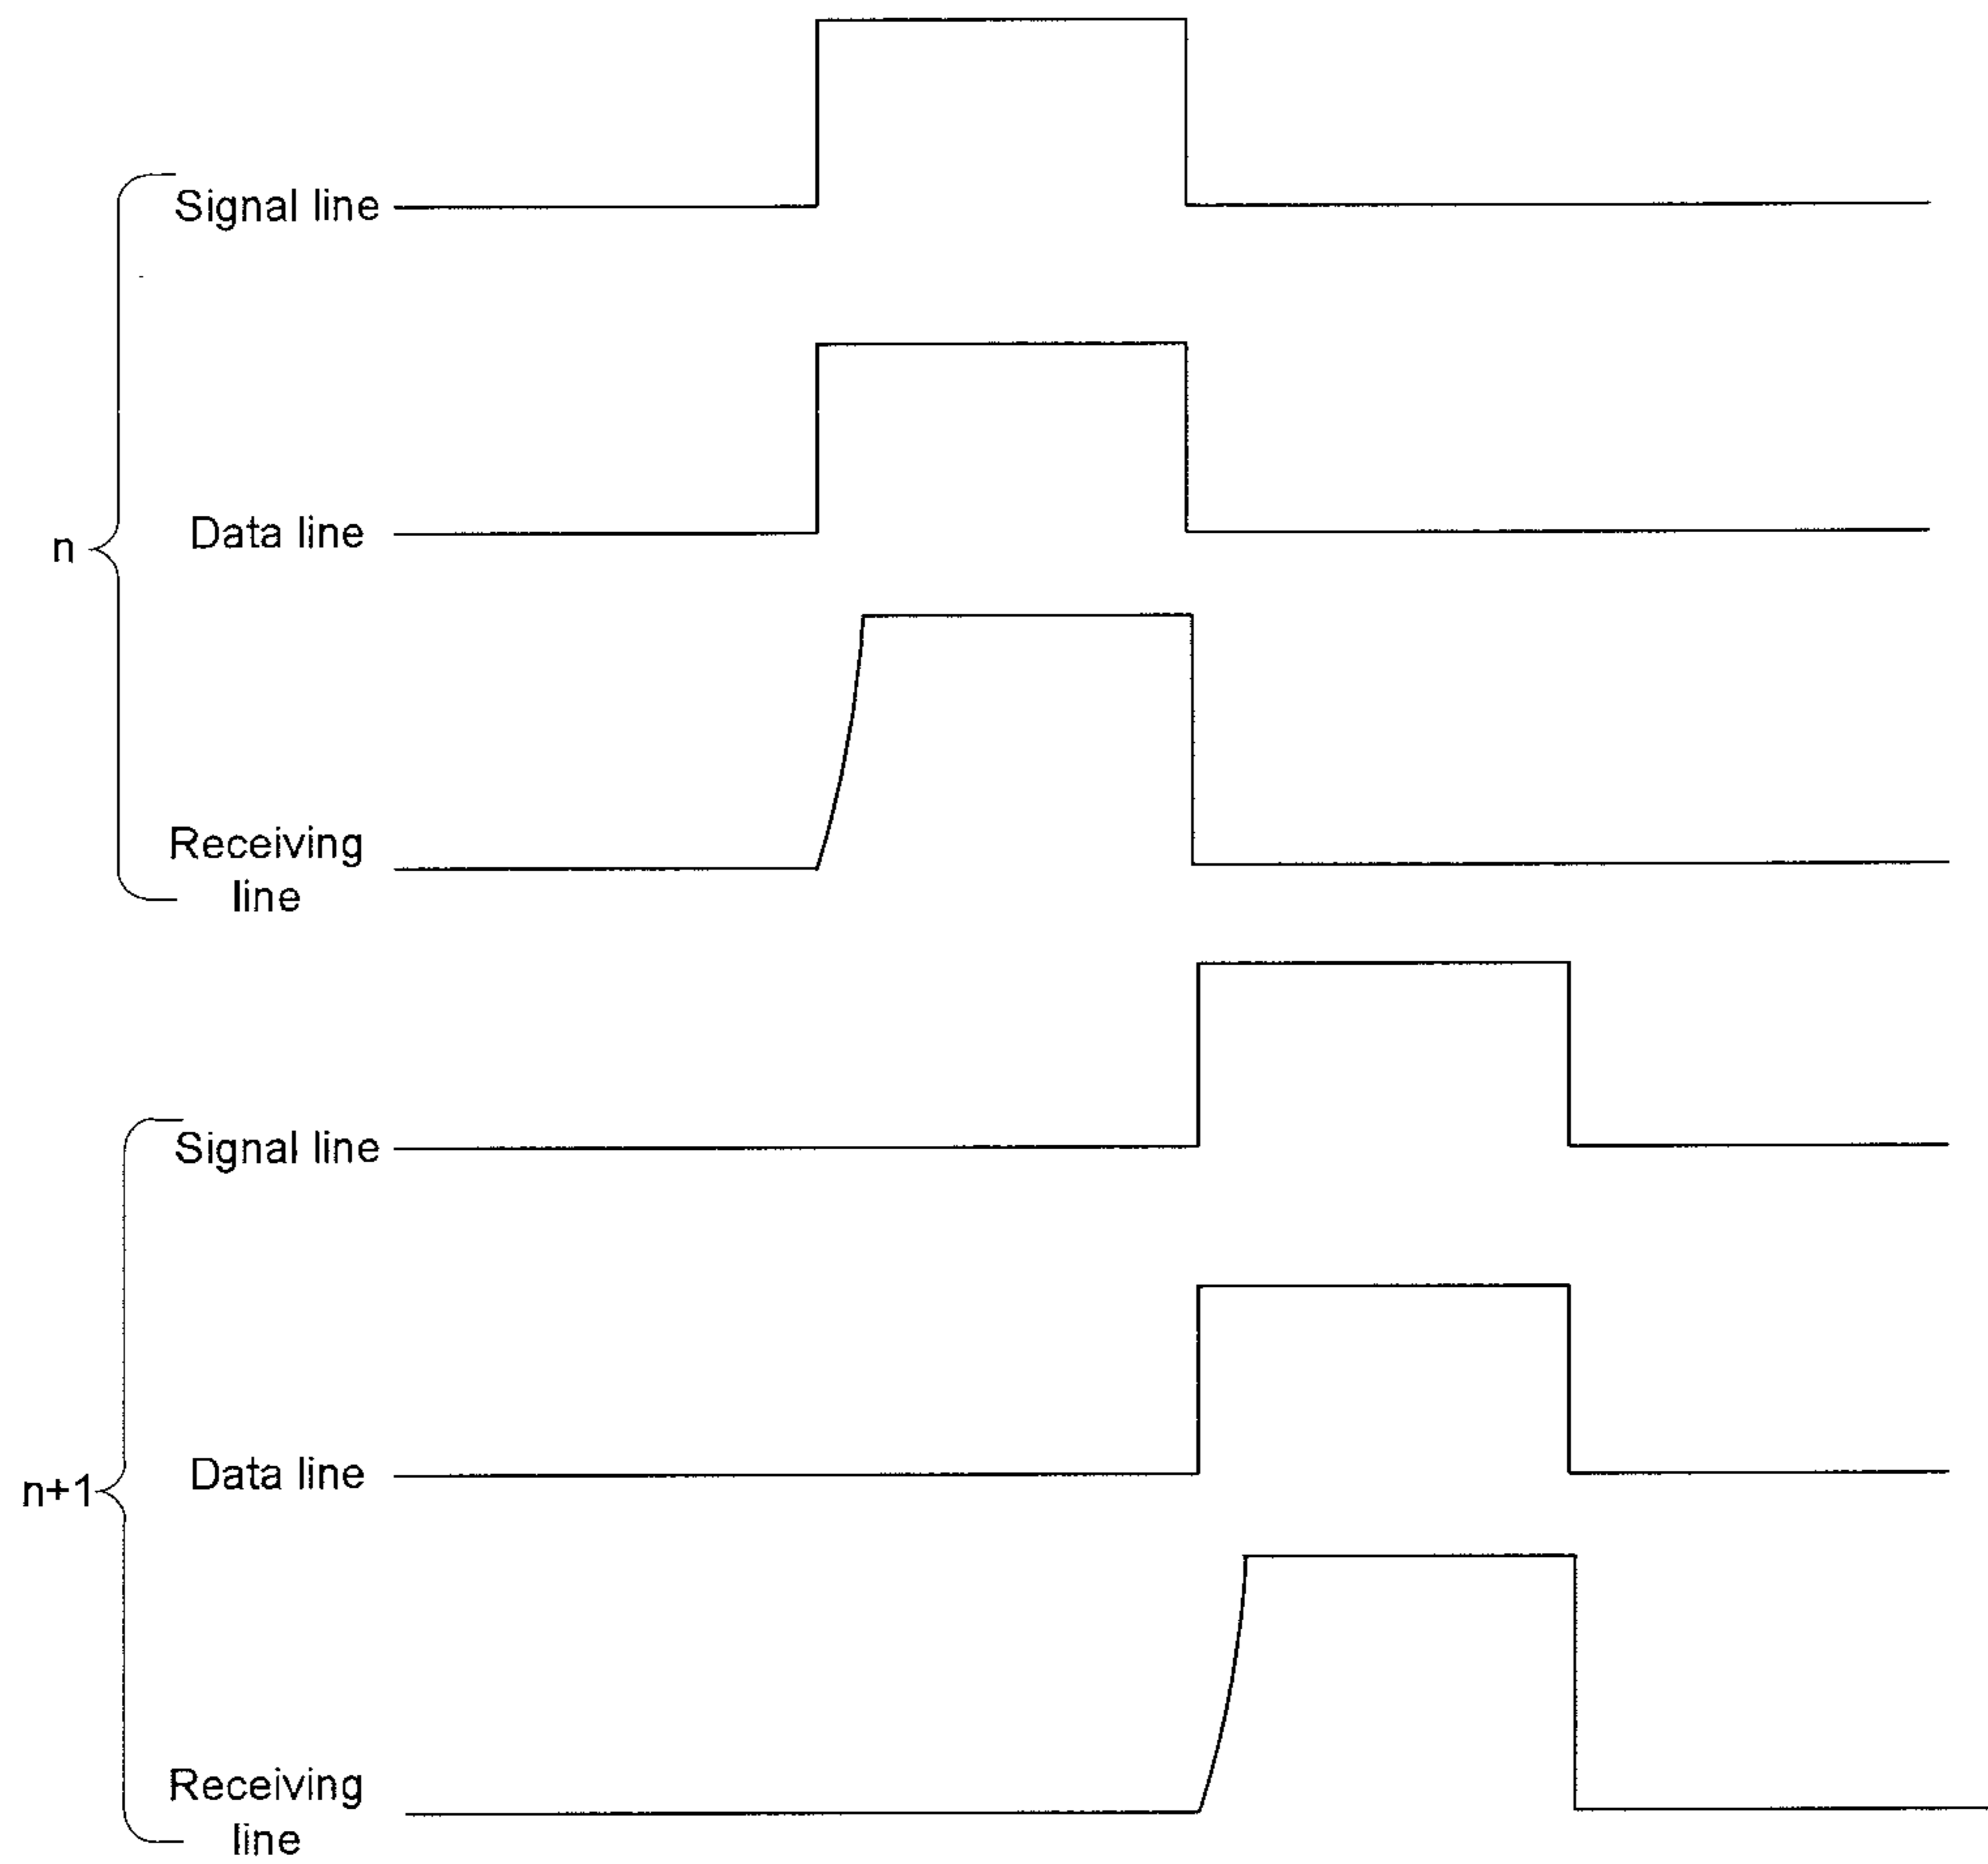 Signal line
n
Data line
Receiving
line
Signal line
n+1
Data line
Receiving
line